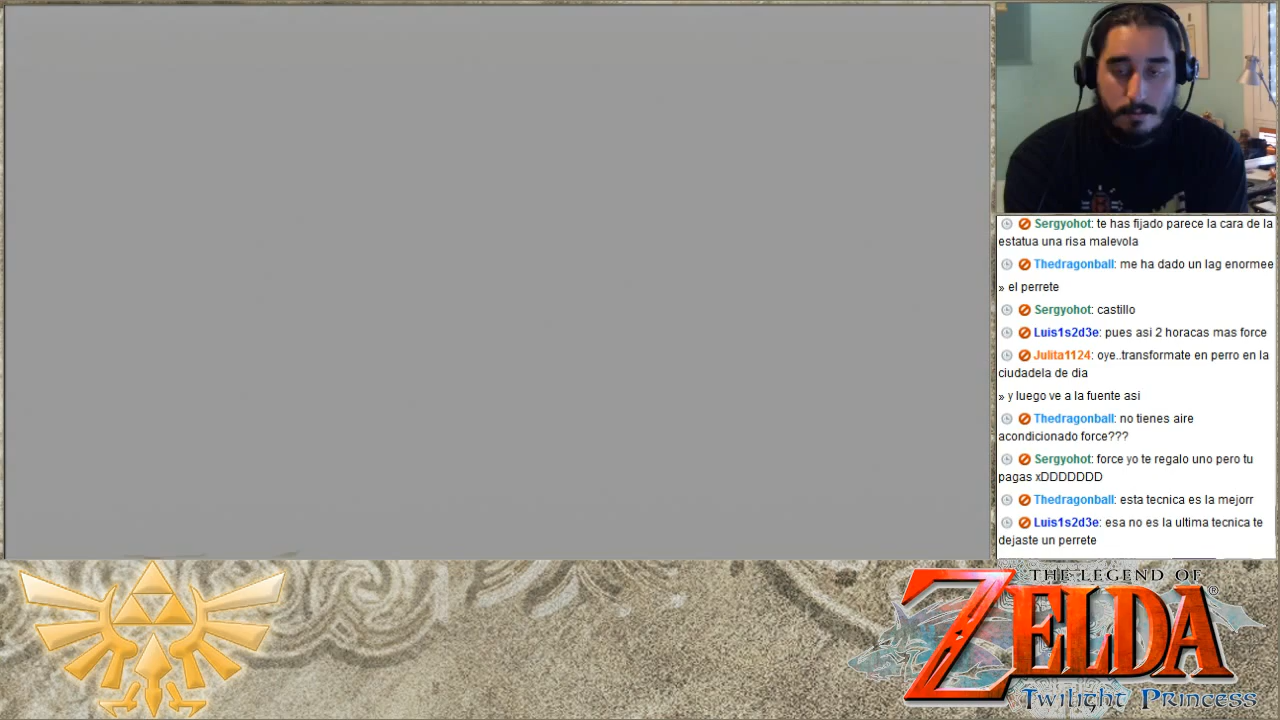 Sergyohot: te has fijado parece la cara de la
estatua una risa malevola
Thedragonball: me ha dado un lag enormee
» el perrete
Sergyohot: castillo
Luis1s2d3e: pues asi 2 horacas mas force
Julita1124: oye..transformate en perro en la
ciudadela de dia
» y luego ve a la fuente asi
Thedragonball: no tienes aire
acondicionado force???
Sergyohot: force yo te regalo uno pero tu
pagas xDDDDDDD
Thedragonball: esta tecnica es la mejorr
Luis1s2d3e: esa no es la ultima tecnica te
dejaste un perrete
THE LEGEND OF
ZELDA®
Twilight Princess